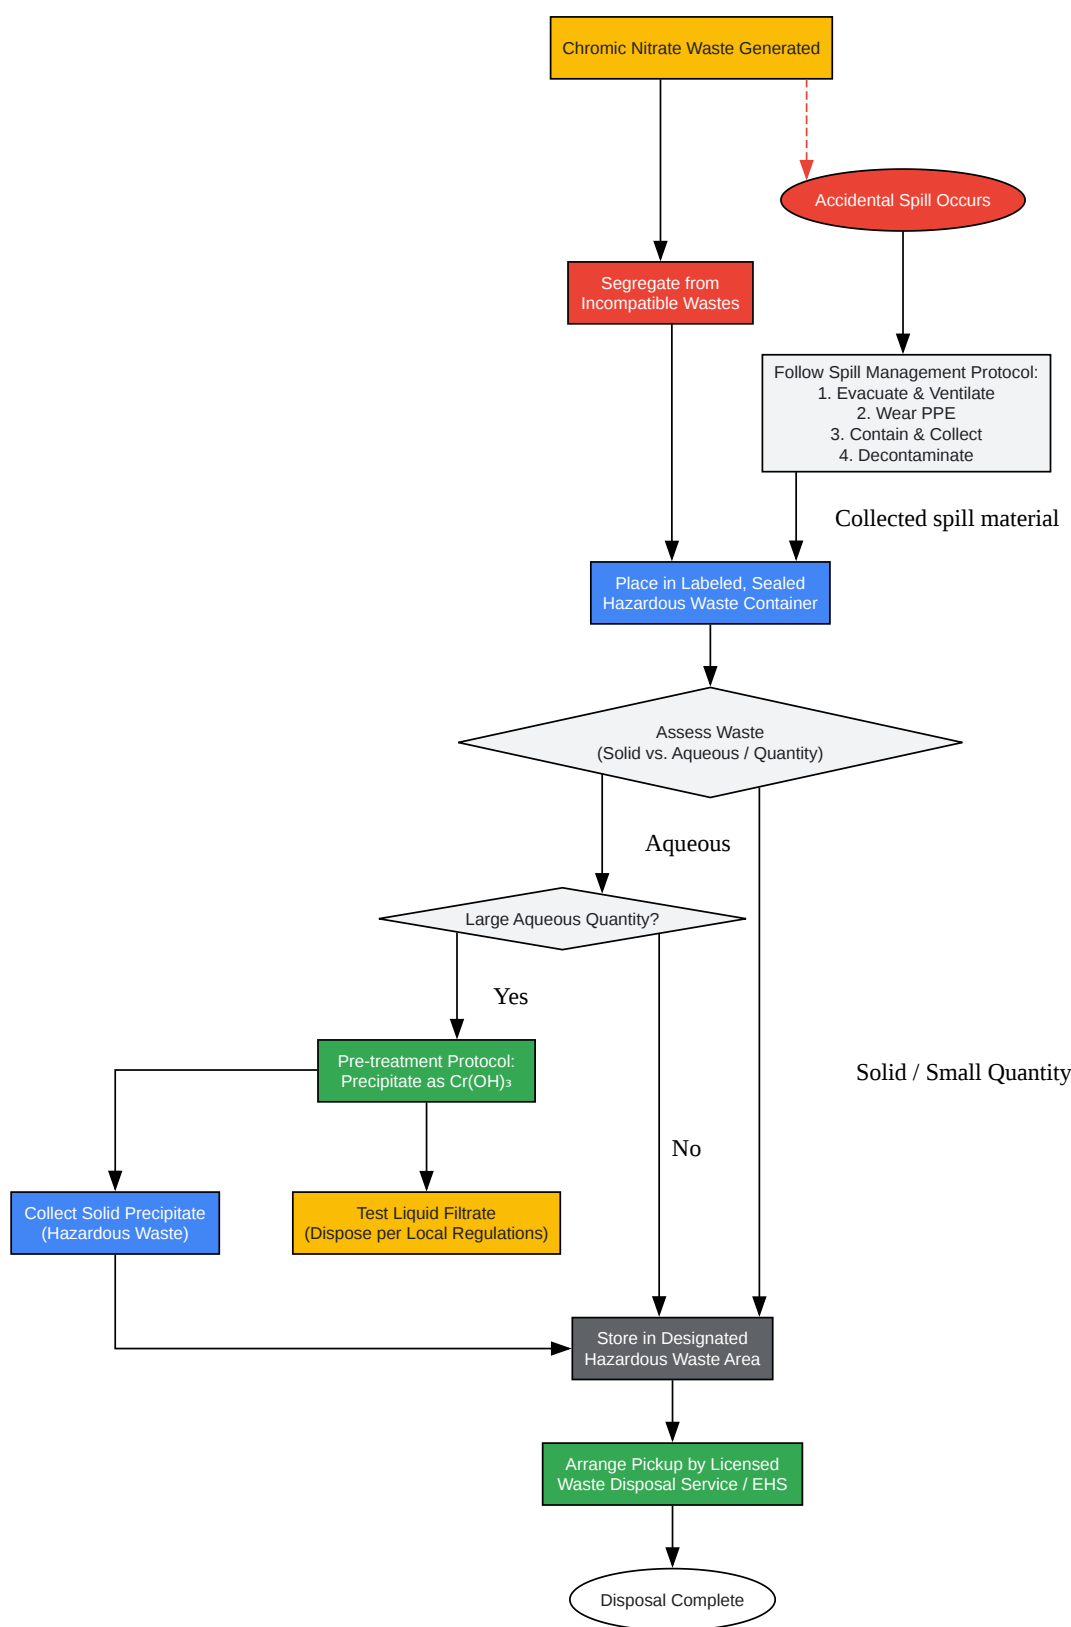 Chromic Nitrate Waste Generated
Accidental Spill Occurs
Segregate from
Incompatible Wastes
Follow Spill Management Protocol:
1. Evacuate & Ventilate
2. Wear PPE
3. Contain & Collect
4. Decontaminate
Collected spill material
Place in Labeled, Sealed
Hazardous Waste Container
Assess Waste
(Solid vs. Aqueous / Quantity)
Aqueous
Large Aqueous Quantity?
Yes
Pre-treatment Protocol:
Precipitate as Cr(OH)₃
Solid / Small Quantity
No
Collect Solid Precipitate
(Hazardous Waste)
Test Liquid Filtrate
(Dispose per Local Regulations)
Store in Designated
Hazardous Waste Area
Arrange Pickup by Licensed
Waste Disposal Service / EHS
Disposal Complete